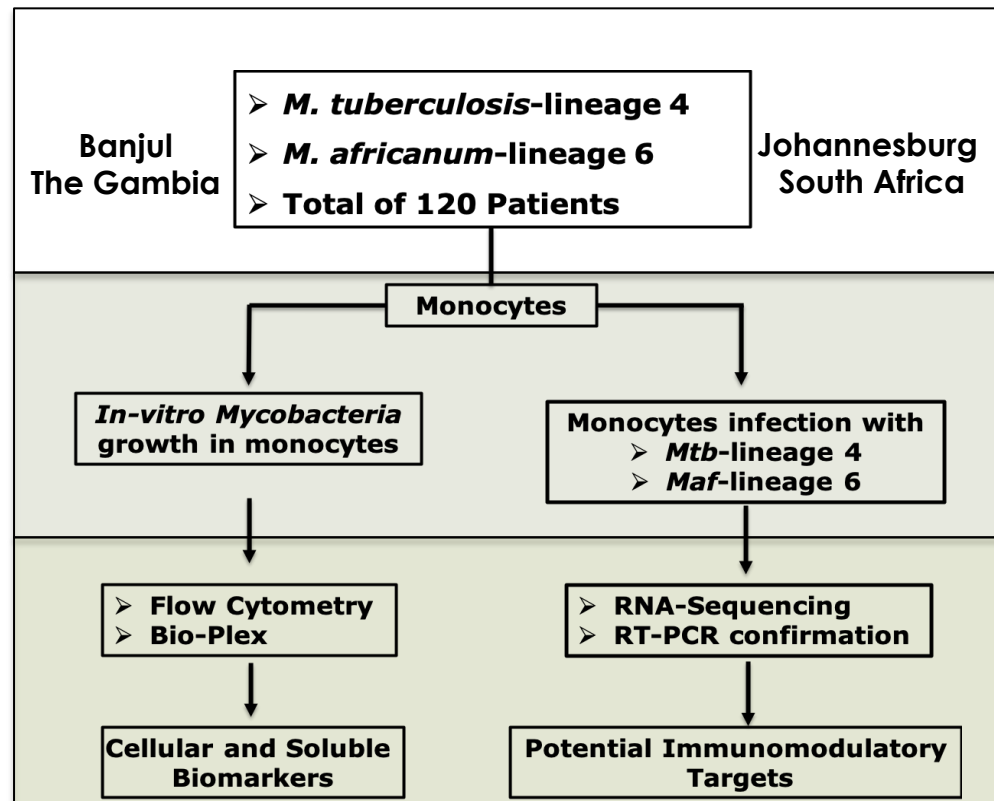 Banjul
The Gambia
➢ M. tuberculosis-lineage 4
➢ M. africanum-lineage 6
➢ Total of 120 Patients
Johannesburg
South Africa
Monocytes
In-vitro Mycobacteria
growth in monocytes
Monocytes infection with
➢ Mtb-lineage 4
➢ Maf-lineage 6
➢ Flow Cytometry
➢ Bio-Plex
➢ RNA-Sequencing
➢ RT-PCR confirmation
Cellular and Soluble
Biomarkers
Potential Immunomodulatory
Targets